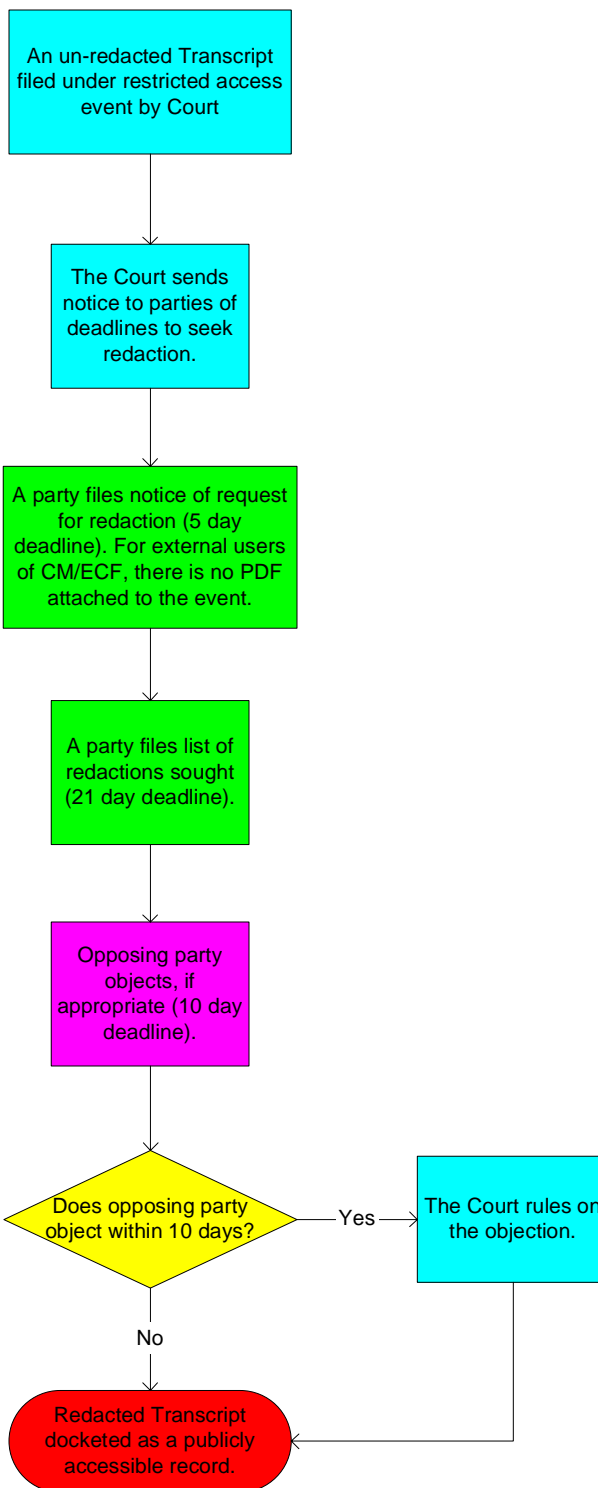 An un-redacted Transcript
filed under restricted access
event by Court
The Court sends
notice to parties of
deadlines to seek
redaction.
A party files notice of request
for redaction (5 day
deadline). For external users
of CM/ECF, there is no PDF
attached to the event.
A party files list of
redactions sought
(21 day deadline).
Opposing party
objects, if
appropriate (10 day
deadline).
Does opposing party
object within 10 days?
Yes
The Court rules on
the objection.
No
Redacted Transcript
docketed as a publicly
accessible record.